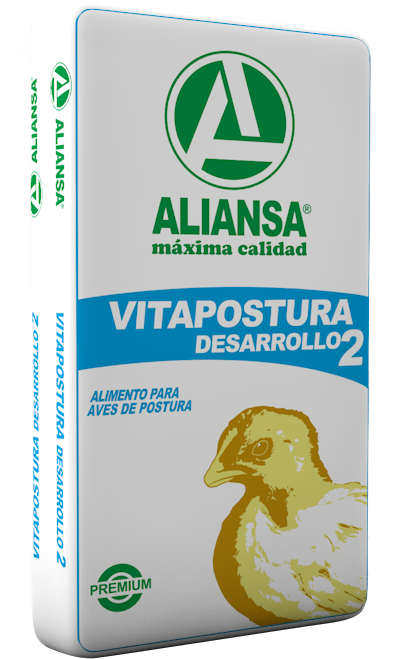 ALIANSA®
máxima calidad
VITAPOSTURA
DESARROLLO 2
ALIMENTO PARA
AVES DE POSTURA
PREMIUM
ALIANSA
ALIANSA
VITAPOSTURA DESARROLLO 2
VITAPOSTURA DESARROLLO 2